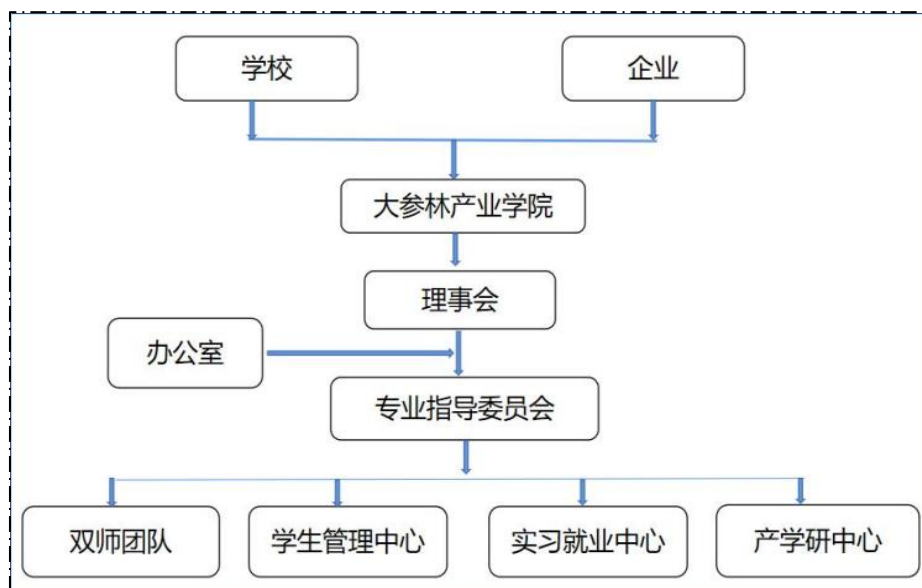 学校
企业
大参林产业学院
理事会
办公室
专业指导委员会
双师团队
学生管理中心
实习就业中心
产学研中心